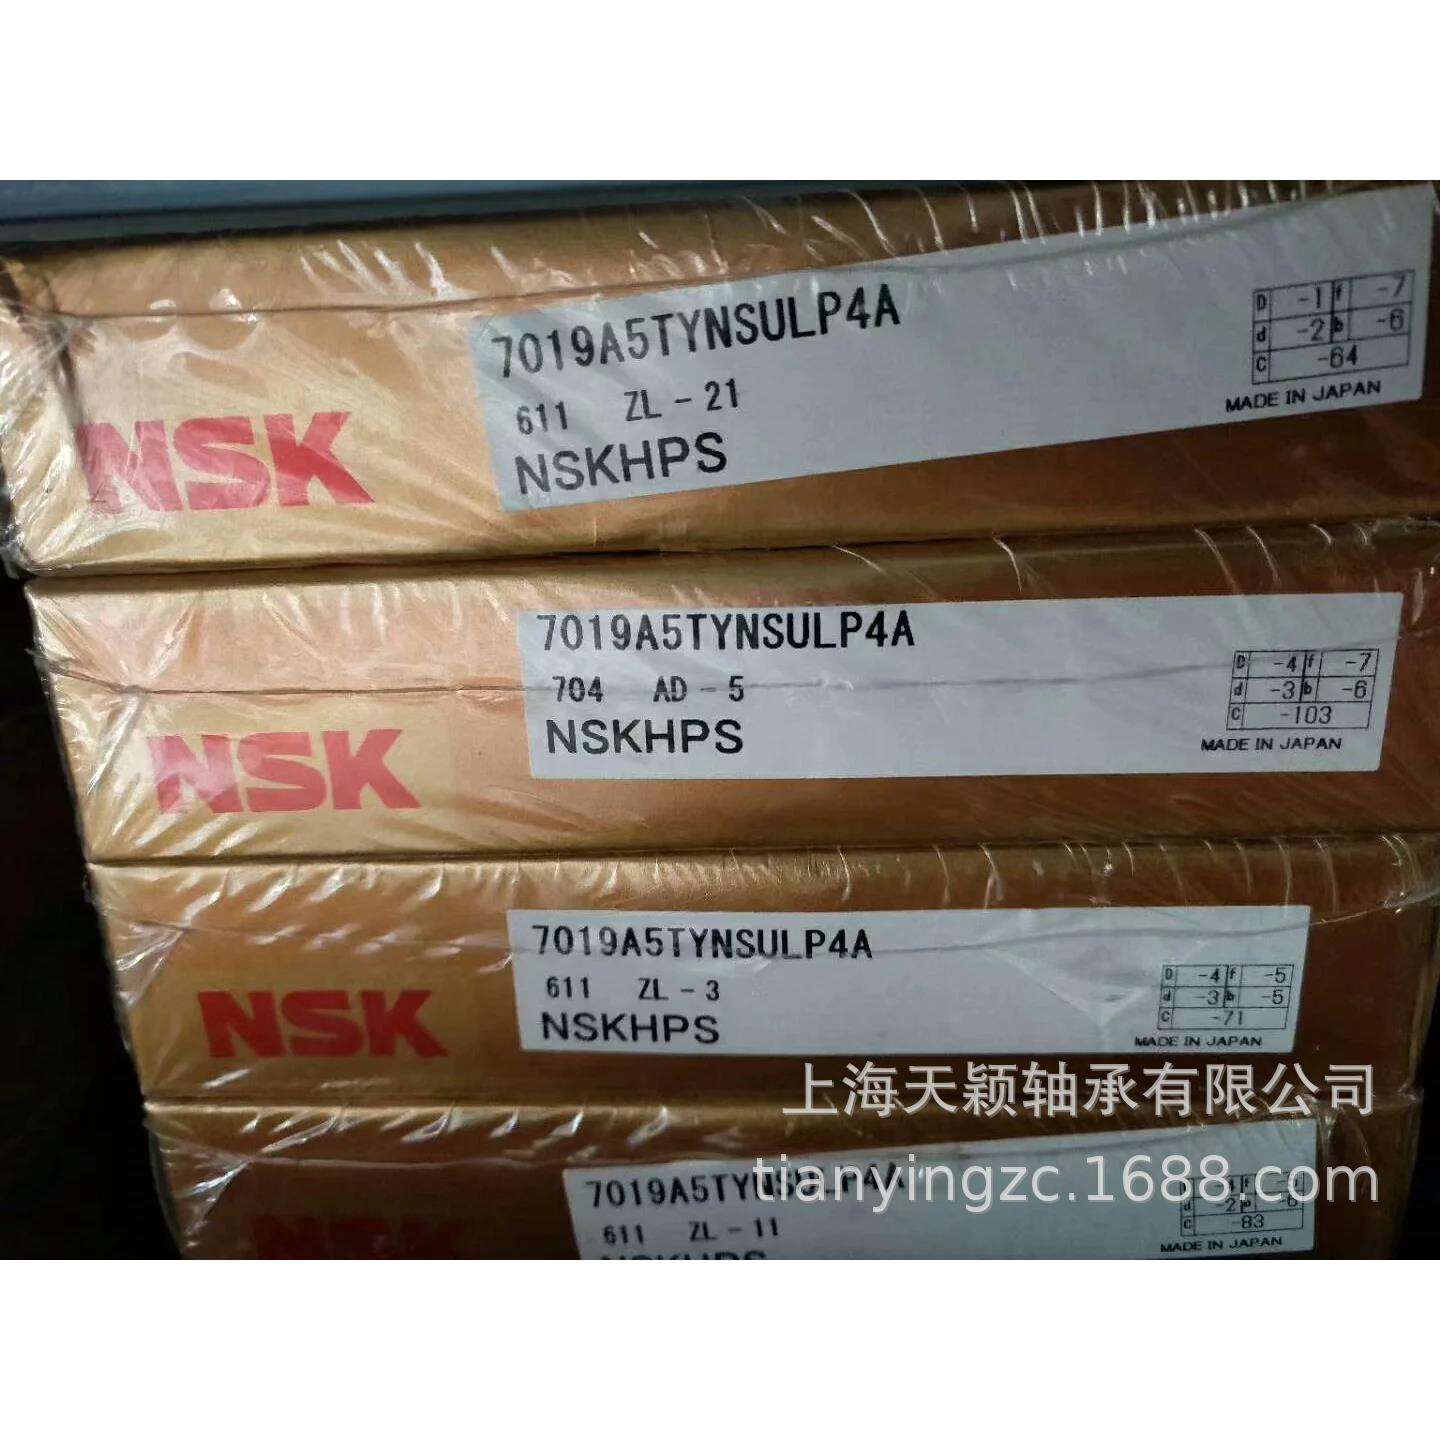 7019A5TYNSULP4A
611 ZL - 21
NSKHPS
NSK
D -1 f -7
d -2 b -6
C -64
MADE IN JAPAN
7019A5TYNSULP4A
704 AD - 5
NSKHPS
NSK
D -4 f -7
d -3 b -6
C -103
MADE IN JAPAN
7019A5TYNSULP4A
611 ZL - 3
NSKHPS
NSK
D -4 f -5
d -3 b -5
C -71
MADE IN JAPAN
上海天颖轴承有限公司
tianyingzc.1688.com
7019A5TYNSULP4A
611 ZL - 11
NSKHPS
NSK
d -2 b
C -83
MADE IN JAPAN